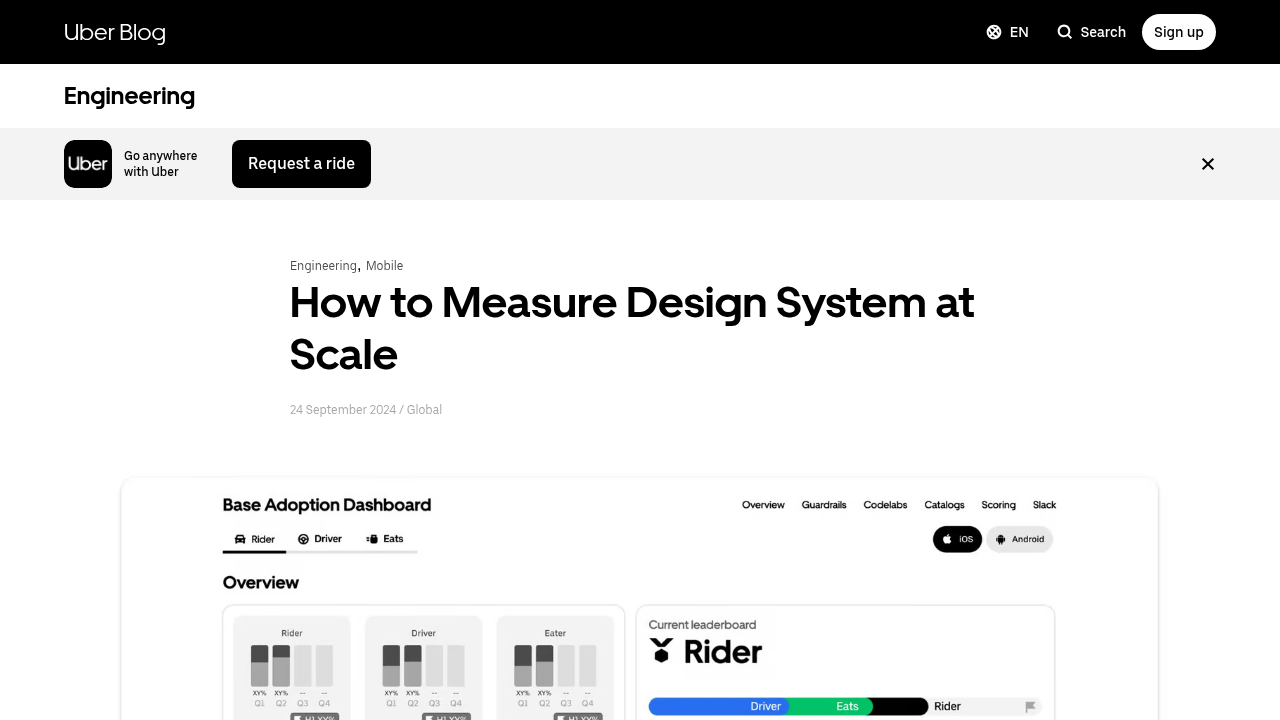 Uber Blog
EN
Search
Sign up
Engineering
Uber
Go anywhere
with Uber
Request a ride
Engineering, Mobile
How to Measure Design System at
Scale
24 September 2024 / Global
Base Adoption Dashboard
Overview Guardrails Codelabs Catalogs Scoring Slack
Rider Driver Eats
iOS Android
Overview
Rider Driver Eater
XY% XY% -- -- XY% XY% -- -- XY% XY% -- --
Q1 Q2 Q3 Q4 Q1 Q2 Q3 Q4 Q1 Q2 Q3 Q4
H1 XY% H1 XY% H1 XY%
Current leaderboard
Rider
Driver Eats Rider